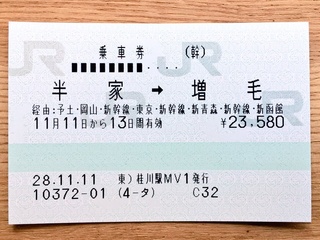 乗車券 (幹)
半家 → 増毛
経由:予土・岡山・新幹線・東京・新幹線・新青森・新幹線・新函館
11月11日から13日間有効 ¥23,580
28.11.11 東)桂川駅MV1発行
10372-01 (4-タ) C32